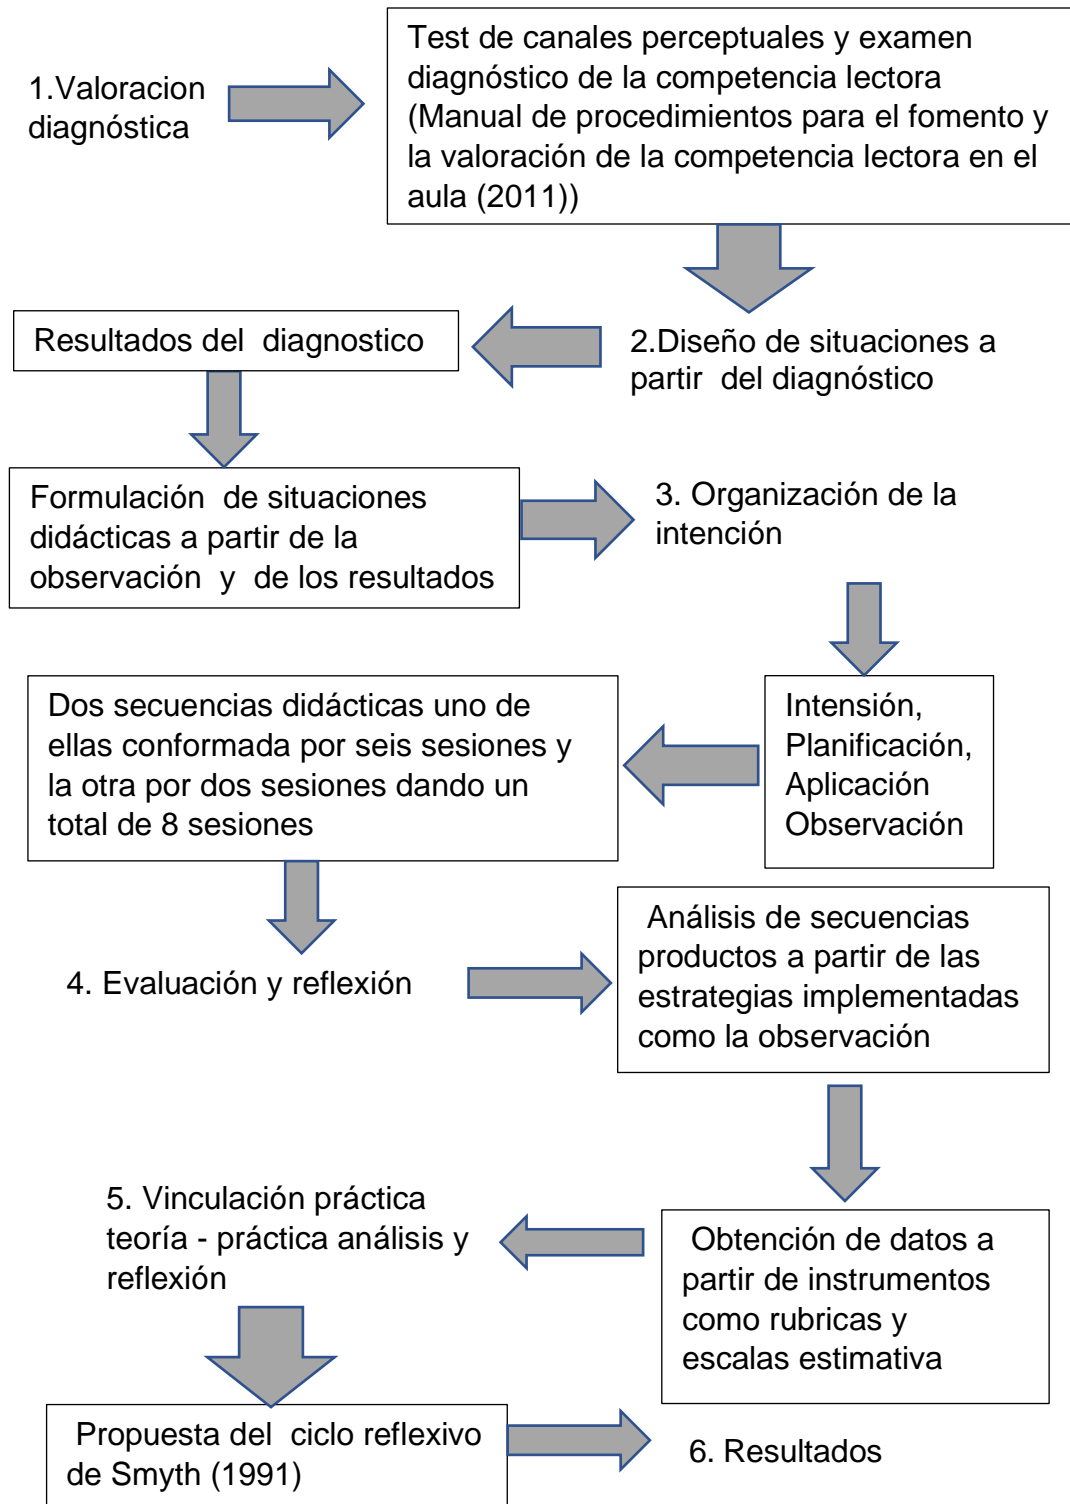 1.Valoracion
diagnóstica
Test de canales perceptuales y examen
diagnóstico de la competencia lectora
(Manual de procedimientos para el fomento y
la valoración de la competencia lectora en el
aula (2011))
2.Diseño de situaciones a
partir del diagnóstico
Resultados del diagnostico
Formulación de situaciones
didácticas a partir de la
observación y de los resultados
3. Organización de la
intención
Intensión,
Planificación,
Aplicación
Observación
Dos secuencias didácticas uno de
ellas conformada por seis sesiones y
la otra por dos sesiones dando un
total de 8 sesiones
4. Evaluación y reflexión
Análisis de secuencias
productos a partir de las
estrategias implementadas
como la observación
Obtención de datos a
partir de instrumentos
como rubricas y
escalas estimativa
5. Vinculación práctica
teoría - práctica análisis y
reflexión
Propuesta del ciclo reflexivo
de Smyth (1991)
6. Resultados